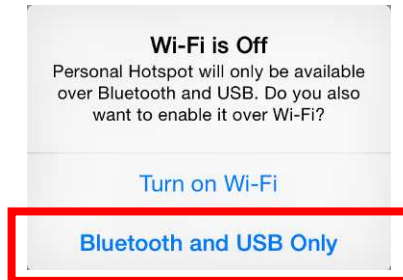 Wi-Fi is Off
Personal Hotspot will only be available
over Bluetooth and USB. Do you also
want to enable it over Wi-Fi?
Turn on Wi-Fi
Bluetooth and USB Only